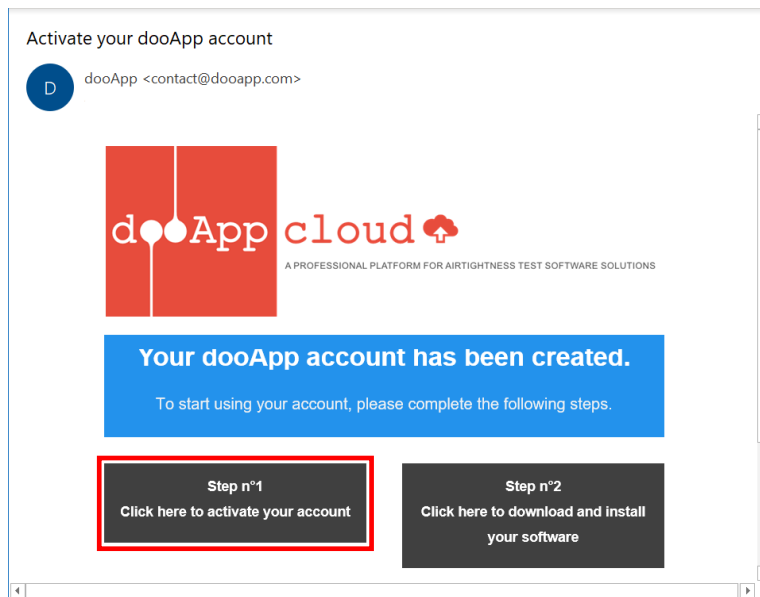 Activate your dooApp account
D
dooApp <contact@dooapp.com>
dooApp cloud
A PROFESSIONAL PLATFORM FOR AIRTIGHTNESS TEST SOFTWARE SOLUTIONS
Your dooApp account has been created.
To start using your account, please complete the following steps.
Step n°1
Click here to activate your account
Step n°2
Click here to download and install
your software